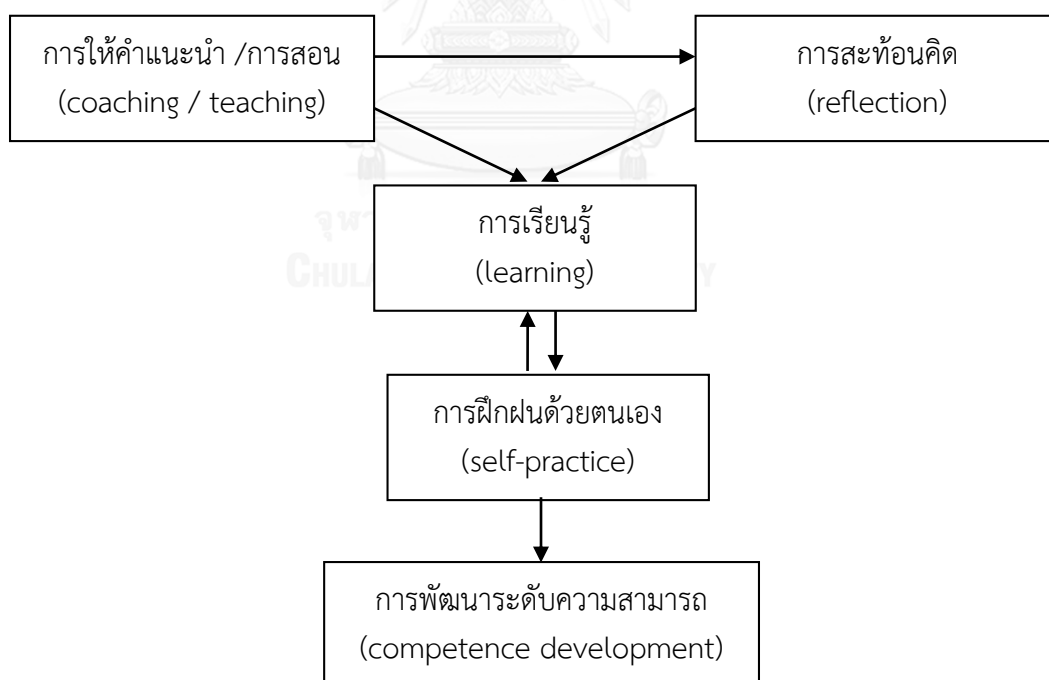 การให้คำแนะนำ /การสอน
(coaching / teaching)
การสะท้อนคิด
(reflection)
การเรียนรู้
(learning)
การฝึกฝนด้วยตนเอง
(self-practice)
การพัฒนาระดับความสามารถ
(competence development)